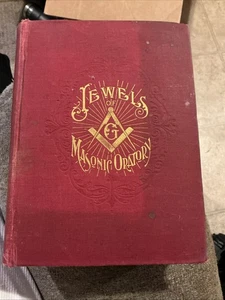 JEWELS
OF
G
MASONIC ORATORY